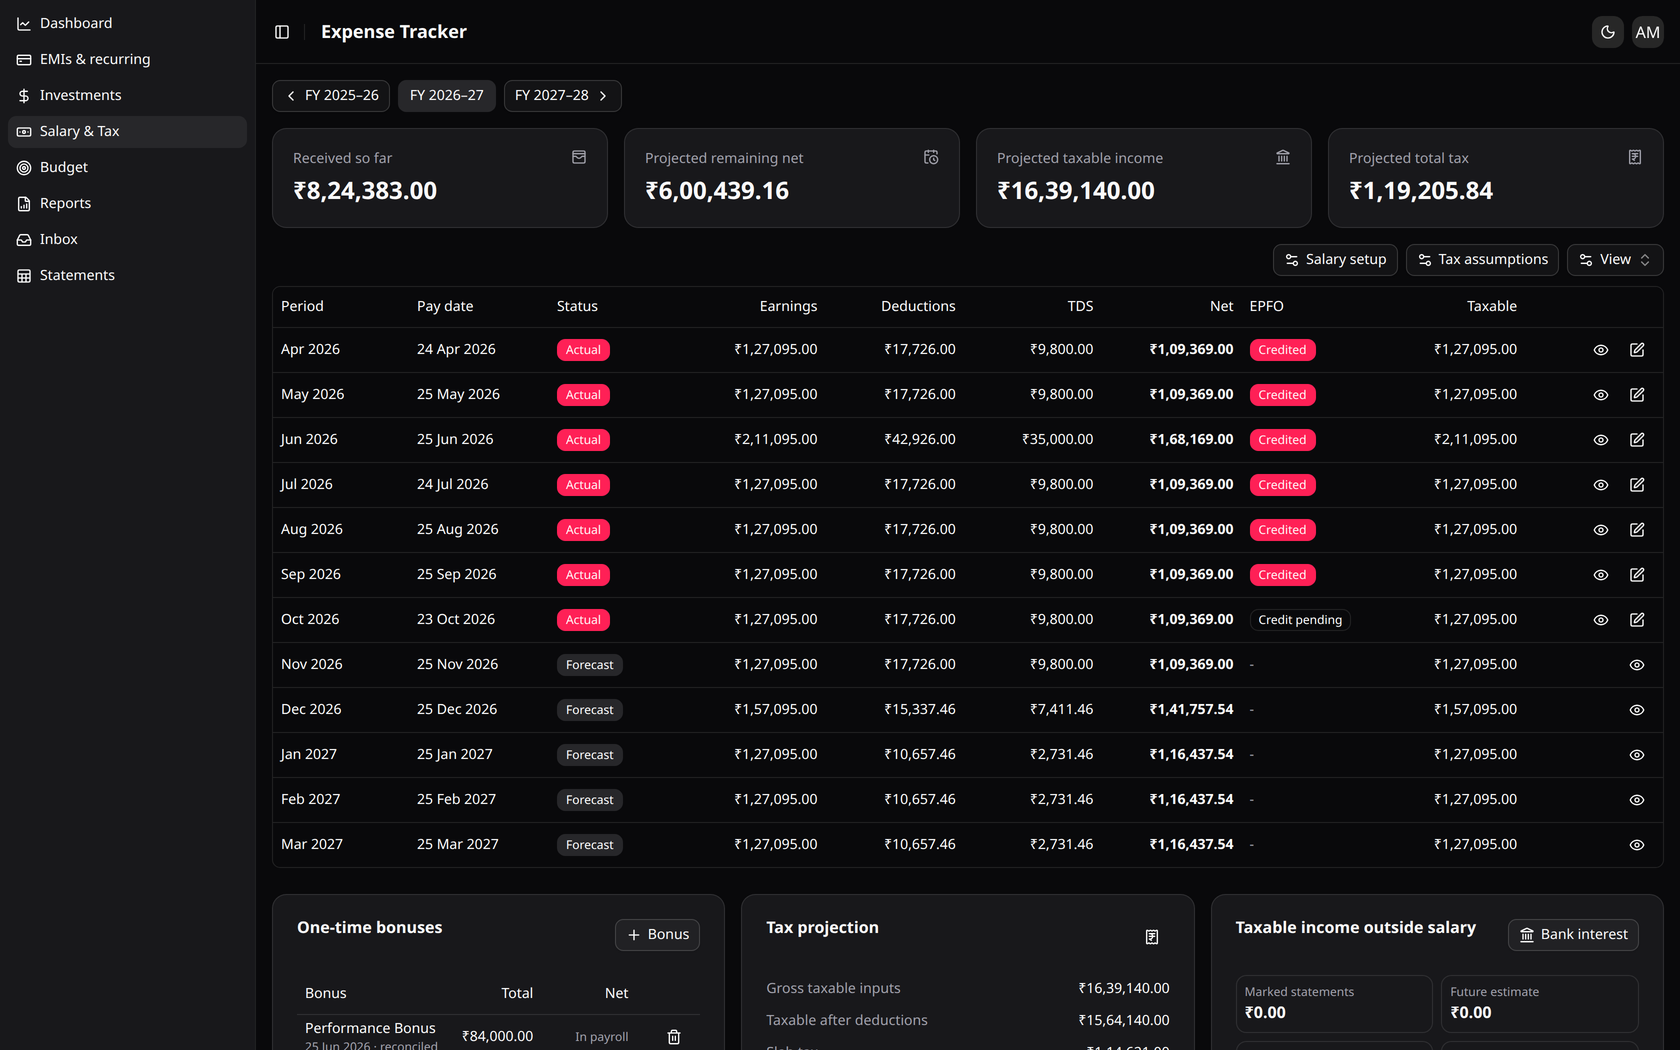 Dashboard
EMIs & recurring
Investments
Salary & Tax
Budget
Reports
Inbox
Statements
Expense Tracker
AM
FY 2025–26
FY 2026–27
FY 2027–28
Received so far
₹8,24,383.00
Projected remaining net
₹6,00,439.16
Projected taxable income
₹16,39,140.00
Projected total tax
₹1,19,205.84
Salary setup
Tax assumptions
View
Period Pay date Status Earnings Deductions TDS Net EPFO Taxable
Apr 2026 24 Apr 2026 Actual ₹1,27,095.00 ₹17,726.00 ₹9,800.00 ₹1,09,369.00 Credited ₹1,27,095.00
May 2026 25 May 2026 Actual ₹1,27,095.00 ₹17,726.00 ₹9,800.00 ₹1,09,369.00 Credited ₹1,27,095.00
Jun 2026 25 Jun 2026 Actual ₹2,11,095.00 ₹42,926.00 ₹35,000.00 ₹1,68,169.00 Credited ₹2,11,095.00
Jul 2026 24 Jul 2026 Actual ₹1,27,095.00 ₹17,726.00 ₹9,800.00 ₹1,09,369.00 Credited ₹1,27,095.00
Aug 2026 25 Aug 2026 Actual ₹1,27,095.00 ₹17,726.00 ₹9,800.00 ₹1,09,369.00 Credited ₹1,27,095.00
Sep 2026 25 Sep 2026 Actual ₹1,27,095.00 ₹17,726.00 ₹9,800.00 ₹1,09,369.00 Credited ₹1,27,095.00
Oct 2026 23 Oct 2026 Actual ₹1,27,095.00 ₹17,726.00 ₹9,800.00 ₹1,09,369.00 Credit pending ₹1,27,095.00
Nov 2026 25 Nov 2026 Forecast ₹1,27,095.00 ₹17,726.00 ₹9,800.00 ₹1,09,369.00 - ₹1,27,095.00
Dec 2026 25 Dec 2026 Forecast ₹1,57,095.00 ₹15,337.46 ₹7,411.46 ₹1,41,757.54 - ₹1,57,095.00
Jan 2027 25 Jan 2027 Forecast ₹1,27,095.00 ₹10,657.46 ₹2,731.46 ₹1,16,437.54 - ₹1,27,095.00
Feb 2027 25 Feb 2027 Forecast ₹1,27,095.00 ₹10,657.46 ₹2,731.46 ₹1,16,437.54 - ₹1,27,095.00
Mar 2027 25 Mar 2027 Forecast ₹1,27,095.00 ₹10,657.46 ₹2,731.46 ₹1,16,437.54 - ₹1,27,095.00
One-time bonuses
Bonus
Bonus Total Net
Performance Bonus ₹84,000.00 In payroll
25 Jun 2026 · reconciled
Tax projection
Gross taxable inputs ₹16,39,140.00
Taxable after deductions ₹15,64,140.00
Taxable income outside salary
Bank interest
Marked statements
₹0.00
Future estimate
₹0.00